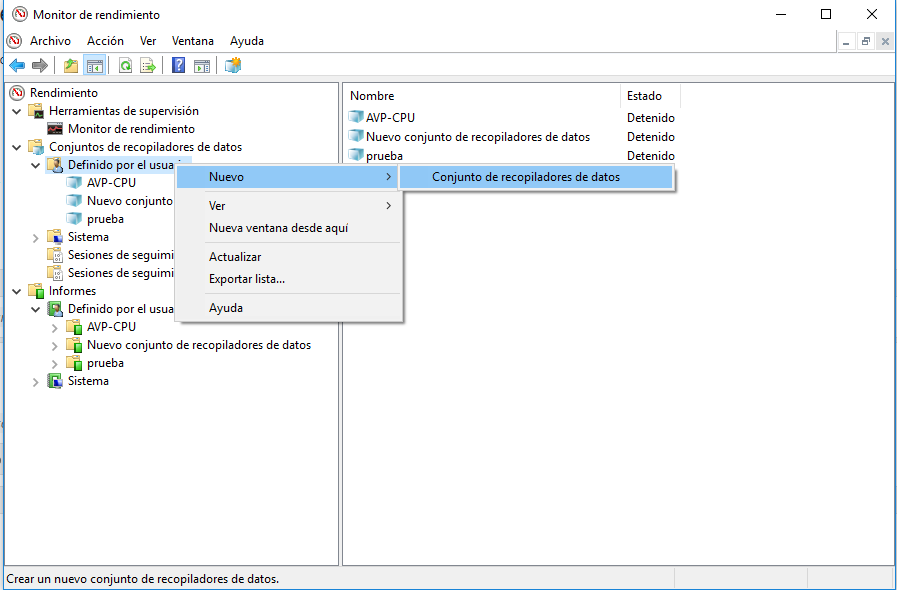 Monitor de rendimiento
Archivo Acción Ver Ventana Ayuda
Rendimiento
Herramientas de supervisión
Monitor de rendimiento
Conjuntos de recopiladores de datos
Definido por el usua
AVP-CPU
Nuevo conjunto
prueba
Sistema
Sesiones de seguimi
Sesiones de seguimi
Informes
Definido por el usua
AVP-CPU
Nuevo conjunto de recopiladores de datos
prueba
Sistema
Nombre Estado
AVP-CPU Detenido
Nuevo conjunto de recopiladores de datos Detenido
prueba Detenido
Nuevo
Ver
Nueva ventana desde aquí
Actualizar
Exportar lista...
Ayuda
Conjunto de recopiladores de datos
Crear un nuevo conjunto de recopiladores de datos.